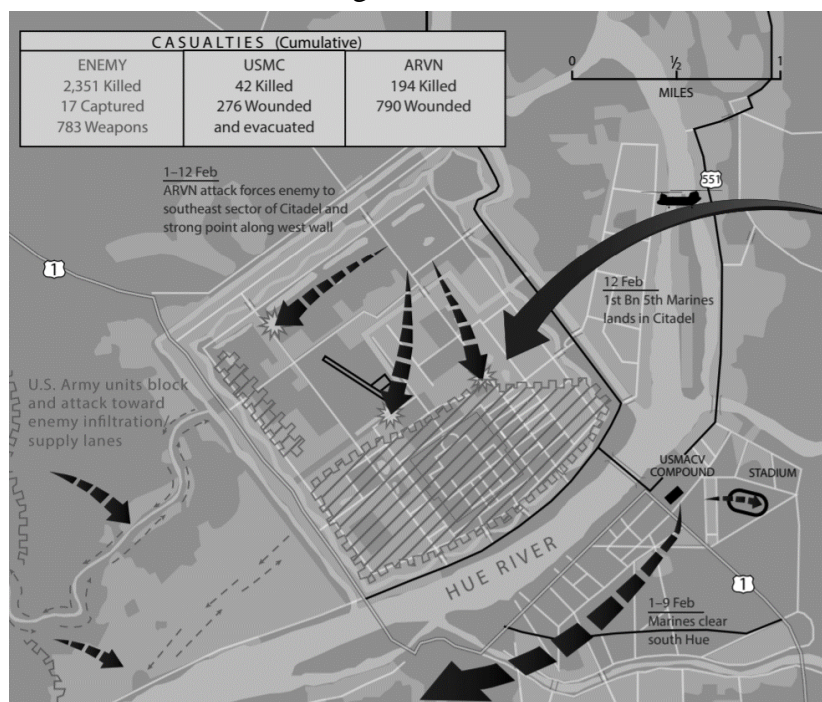 CASUALTIES (Cumulative)
ENEMY
2,351 Killed
17 Captured
783 Weapons
USMC
42 Killed
276 Wounded
and evacuated
ARVN
194 Killed
790 Wounded
0 ½ 1
MILES
1–12 Feb
ARVN attack forces enemy to
southeast sector of Citadel and
strong point along west wall
551
1
12 Feb
1st Bn 5th Marines
lands in Citadel
U.S. Army units block
and attack toward
enemy infiltration/
supply lanes
USMACV
COMPOUND
STADIUM
HUE RIVER
1
1–9 Feb
Marines clear
south Hue